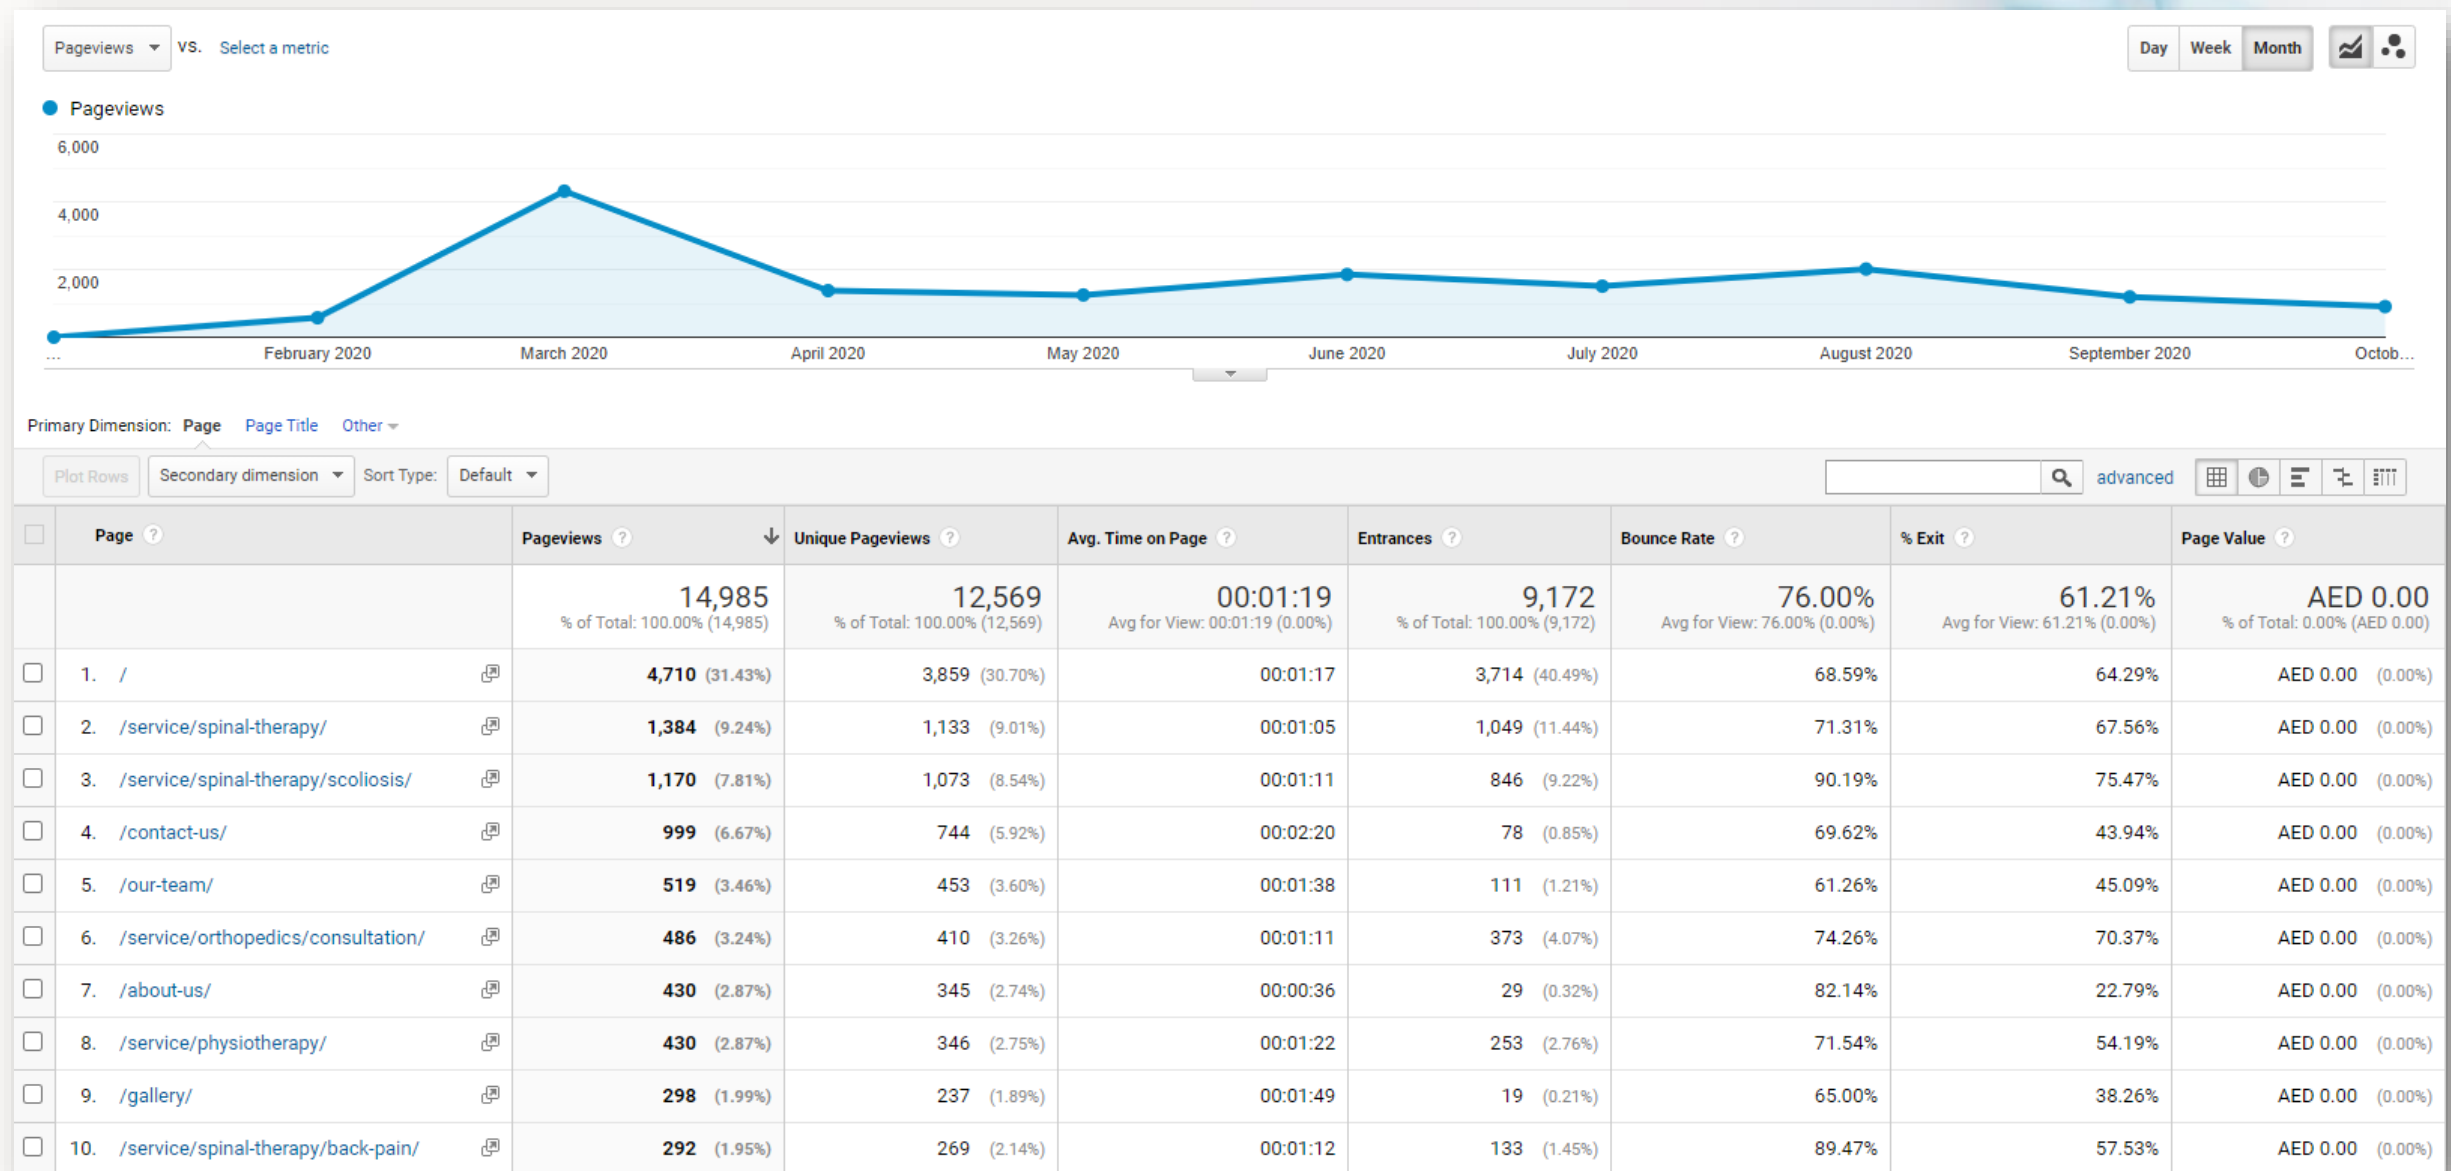 Pageviews VS. Select a metric Day Week Month
Pageviews
6,000
4,000
2,000
... February 2020 March 2020 April 2020 May 2020 June 2020 July 2020 August 2020 September 2020 Octob...
Primary Dimension: Page Page Title Other
Plot Rows Secondary dimension Sort Type: Default advanced
Page ? Pageviews ? Unique Pageviews ? Avg. Time on Page ? Entrances ? Bounce Rate ? % Exit ? Page Value ?
14,985 12,569 00:01:19 9,172 76.00% 61.21% AED 0.00
% of Total: 100.00% (14,985) % of Total: 100.00% (12,569) Avg for View: 00:01:19 (0.00%) % of Total: 100.00% (9,172) Avg for View: 76.00% (0.00%) Avg for View: 61.21% (0.00%) % of Total: 0.00% (AED 0.00)
1. / 4,710 (31.43%) 3,859 (30.70%) 00:01:17 3,714 (40.49%) 68.59% 64.29% AED 0.00 (0.00%)
2. /service/spinal-therapy/ 1,384 (9.24%) 1,133 (9.01%) 00:01:05 1,049 (11.44%) 71.31% 67.56% AED 0.00 (0.00%)
3. /service/spinal-therapy/scoliosis/ 1,170 (7.81%) 1,073 (8.54%) 00:01:11 846 (9.22%) 90.19% 75.47% AED 0.00 (0.00%)
4. /contact-us/ 999 (6.67%) 744 (5.92%) 00:02:20 78 (0.85%) 69.62% 43.94% AED 0.00 (0.00%)
5. /our-team/ 519 (3.46%) 453 (3.60%) 00:01:38 111 (1.21%) 61.26% 45.09% AED 0.00 (0.00%)
6. /service/orthopedics/consultation/ 486 (3.24%) 410 (3.26%) 00:01:11 373 (4.07%) 74.26% 70.37% AED 0.00 (0.00%)
7. /about-us/ 430 (2.87%) 345 (2.74%) 00:00:36 29 (0.32%) 82.14% 22.79% AED 0.00 (0.00%)
8. /service/physiotherapy/ 430 (2.87%) 346 (2.75%) 00:01:22 253 (2.76%) 71.54% 54.19% AED 0.00 (0.00%)
9. /gallery/ 298 (1.99%) 237 (1.89%) 00:01:49 19 (0.21%) 65.00% 38.26% AED 0.00 (0.00%)
10. /service/spinal-therapy/back-pain/ 292 (1.95%) 269 (2.14%) 00:01:12 133 (1.45%) 89.47% 57.53% AED 0.00 (0.00%)